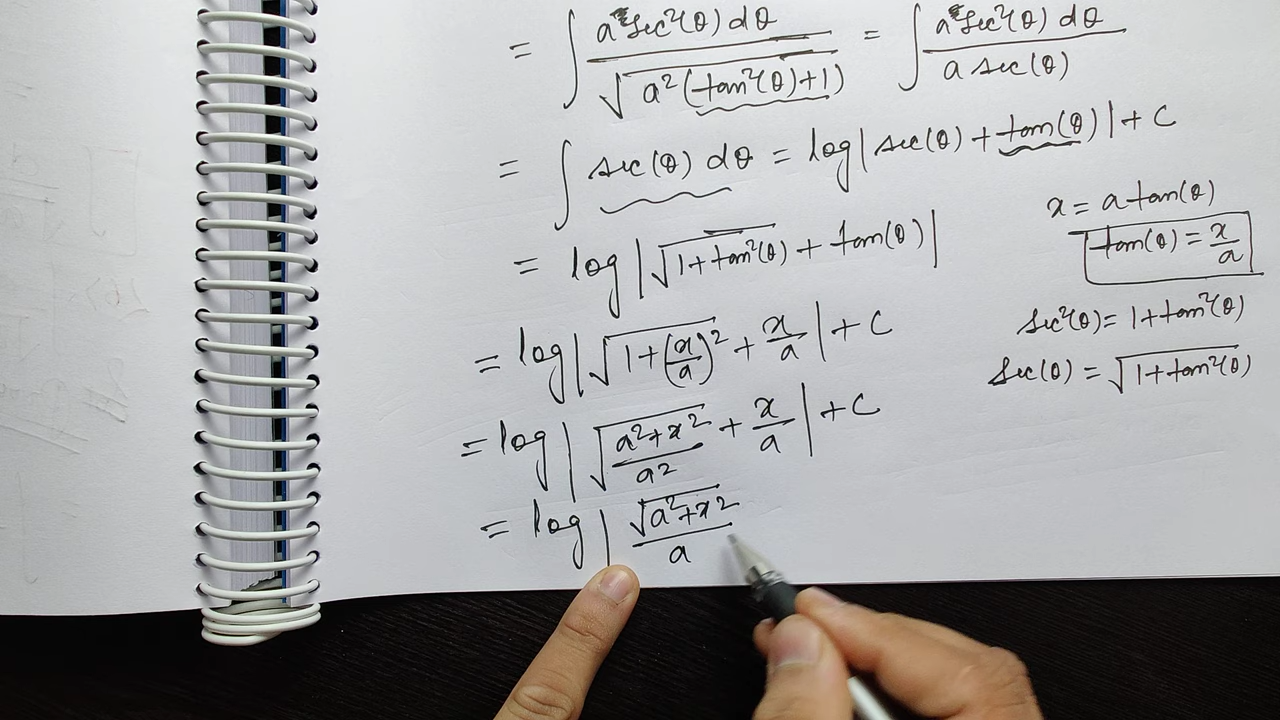 = ∫ a sec²(θ) dθ / √(a²(tan²(θ)+1)) = ∫ a sec²(θ) dθ / a sec(θ)
= ∫ sec(θ) dθ = log|sec(θ) + tan(θ)| + C
= log|√(1+tan²(θ)) + tan(θ)|
= log|√(1+(x/a)²) + x/a| + C
= log|√((a²+x²)/a²) + x/a| + C
= log| √(a²+x²)/a
x = a tan(θ)
tan(θ) = x/a
sec²(θ) = 1+tan²(θ)
sec(θ) = √(1+tan²(θ))